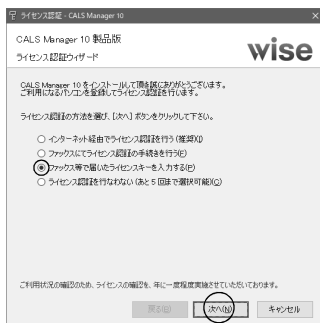 ライセンス認証 - CALS Manager 10
CALS Manager 10 製品版
ライセンス認証ウィザード
wise
CALS Manager 10 をインストールして頂き誠にありがとうございます。
ご利用になるパソコンを登録してライセンス認証を行います。
ライセンス認証の方法を選び、[次へ] ボタンをクリックして下さい。
インターネット経由でライセンス認証を行う (推奨)(I)
ファックスにてライセンス認証の手続きを行う(F)
ファックス等で届いたライセンスキーを入力する(P)
ライセンス認証を行なわない (あと 5 回まで選択可能)(C)
ご利用状況の確認のため、ライセンスの確認を、年に一度程度実施させていただいております。
戻る(B)
次へ(N)
キャンセル